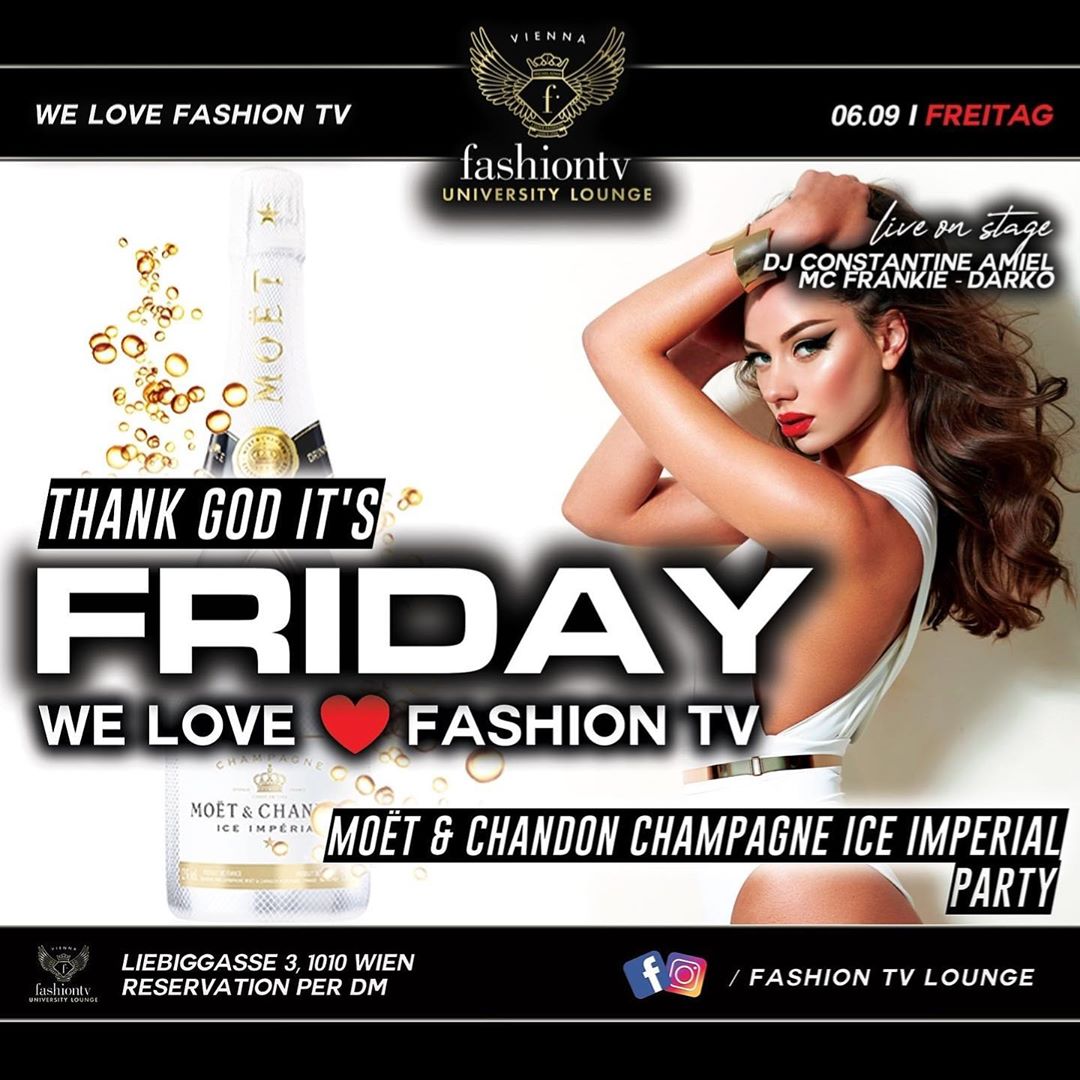 VIENNA
f.
fashiontv
UNIVERSITY LOUNGE
WE LOVE FASHION TV
06.09 | FREITAG
live on stage
DJ CONSTANTINE AMIEL
MC FRANKIE - DARKO
MOËT
THANK GOD IT'S
FRIDAY
WE LOVE ❤ FASHION TV
CHAMPAGNE
MOËT & CHAN
ICE IMPÉRIA
MOËT & CHANDON CHAMPAGNE ICE IMPERIAL
PARTY
VIENNA
f.
fashiontv
UNIVERSITY LOUNGE
LIEBIGGASSE 3, 1010 WIEN
RESERVATION PER DM
/ FASHION TV LOUNGE